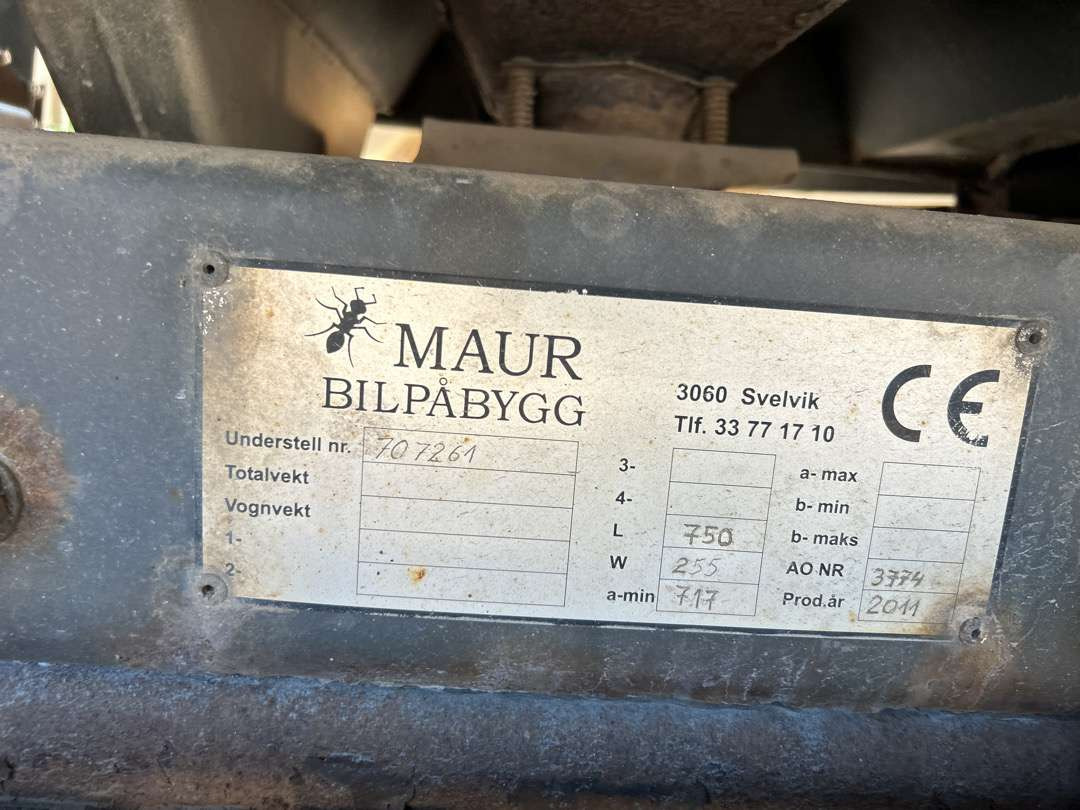 MAUR
BILPÅBYGG
3060 Svelvik
Tlf. 33 77 17 10
CE
Understell nr. 707261
Totalvekt
Vognvekt
1-
2-
3-
4-
L 750
W 255
a-min 717
a- max
b- min
b- maks
AO NR 3774
Prod.år 2011